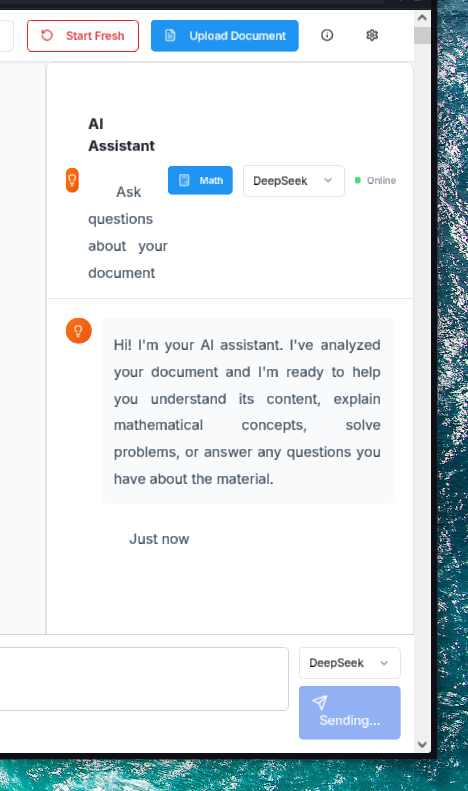 Start Fresh
Upload Document
AI
Assistant
Ask
questions
about your
document
Math
DeepSeek
Online
Hi! I'm your AI assistant. I've analyzed
your document and I'm ready to help
you understand its content, explain
mathematical concepts, solve
problems, or answer any questions you
have about the material.
Just now
DeepSeek
Sending...